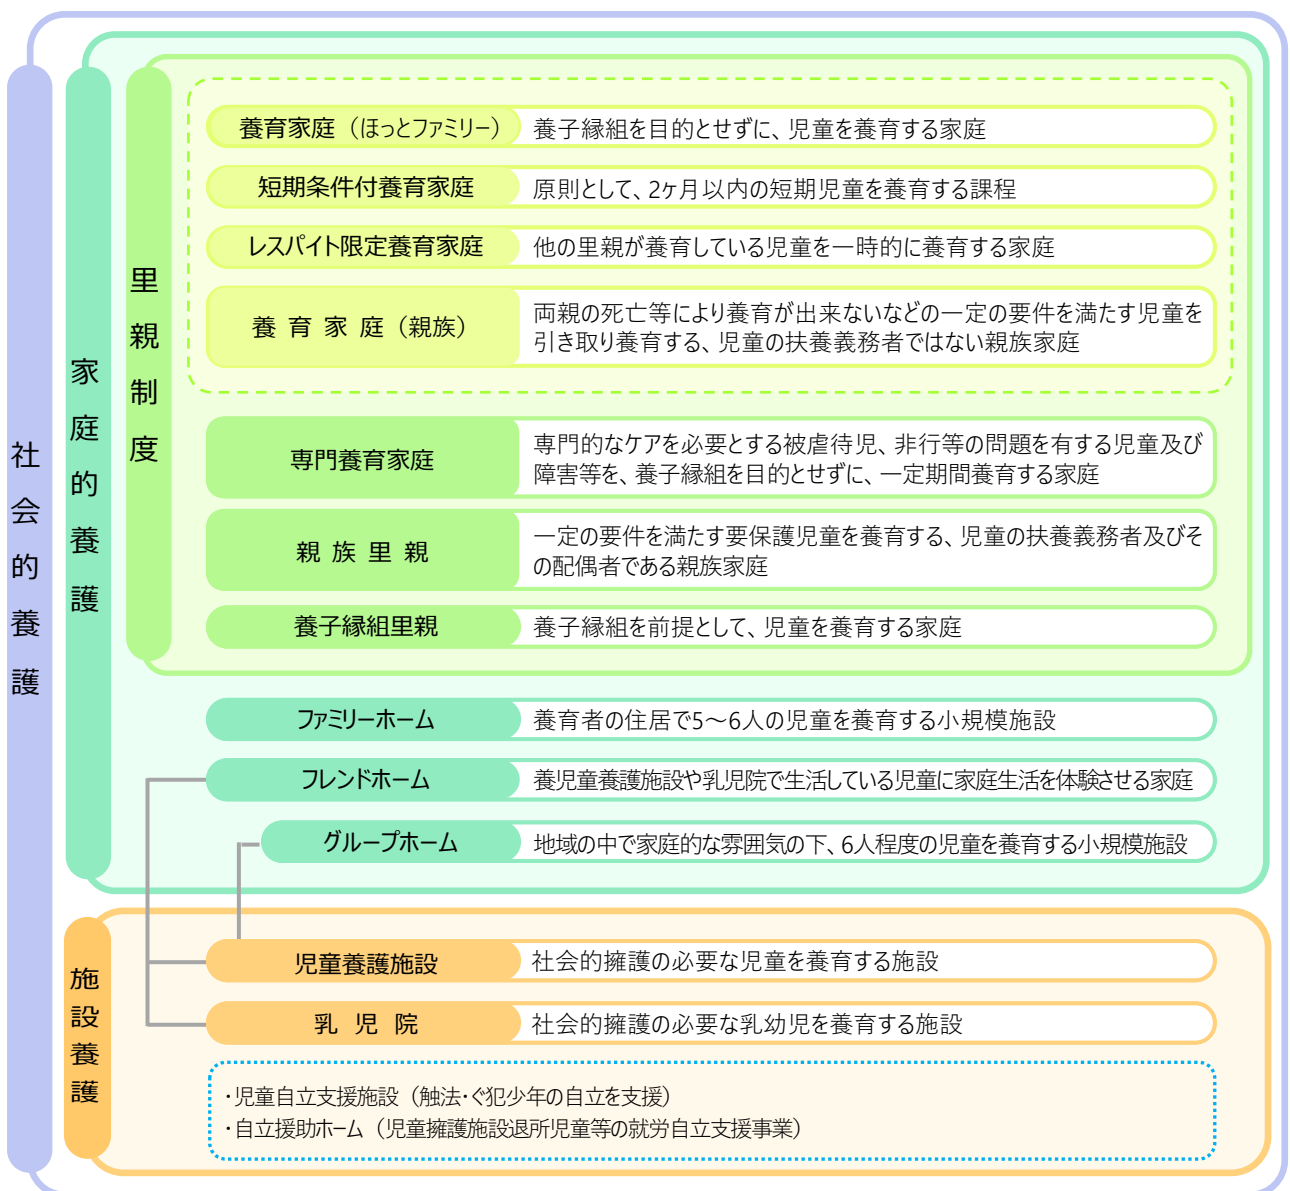 社会的養護
家庭的養護
里親制度
養育家庭（ほっとファミリー）
養子縁組を目的とせずに、児童を養育する家庭
短期条件付養育家庭
原則として、2ヶ月以内の短期児童を養育する課程
レスパイト限定養育家庭
他の里親が養育している児童を一時的に養育する家庭
養育家庭（親族）
両親の死亡等により養育が出来ないなどの一定の要件を満たす児童を
引き取り養育する、児童の扶養義務者ではない親族家庭
専門養育家庭
専門的なケアを必要とする被虐待児、非行等の問題を有する児童及び
障害等を、養子縁組を目的とせずに、一定期間養育する家庭
親族里親
一定の要件を満たす要保護児童を養育する、児童の扶養義務者及びそ
の配偶者である親族家庭
養子縁組里親
養子縁組を前提として、児童を養育する家庭
ファミリーホーム
養育者の住居で5～6人の児童を養育する小規模施設
フレンドホーム
養児童養護施設や乳児院で生活している児童に家庭生活を体験させる家庭
グループホーム
地域の中で家庭的な雰囲気の下、6人程度の児童を養育する小規模施設
施設養護
児童養護施設
社会的擁護の必要な児童を養育する施設
乳児院
社会的擁護の必要な乳幼児を養育する施設
・児童自立支援施設（触法・ぐ犯少年の自立を支援）
・自立援助ホーム（児童擁護施設退所児童等の就労自立支援事業）